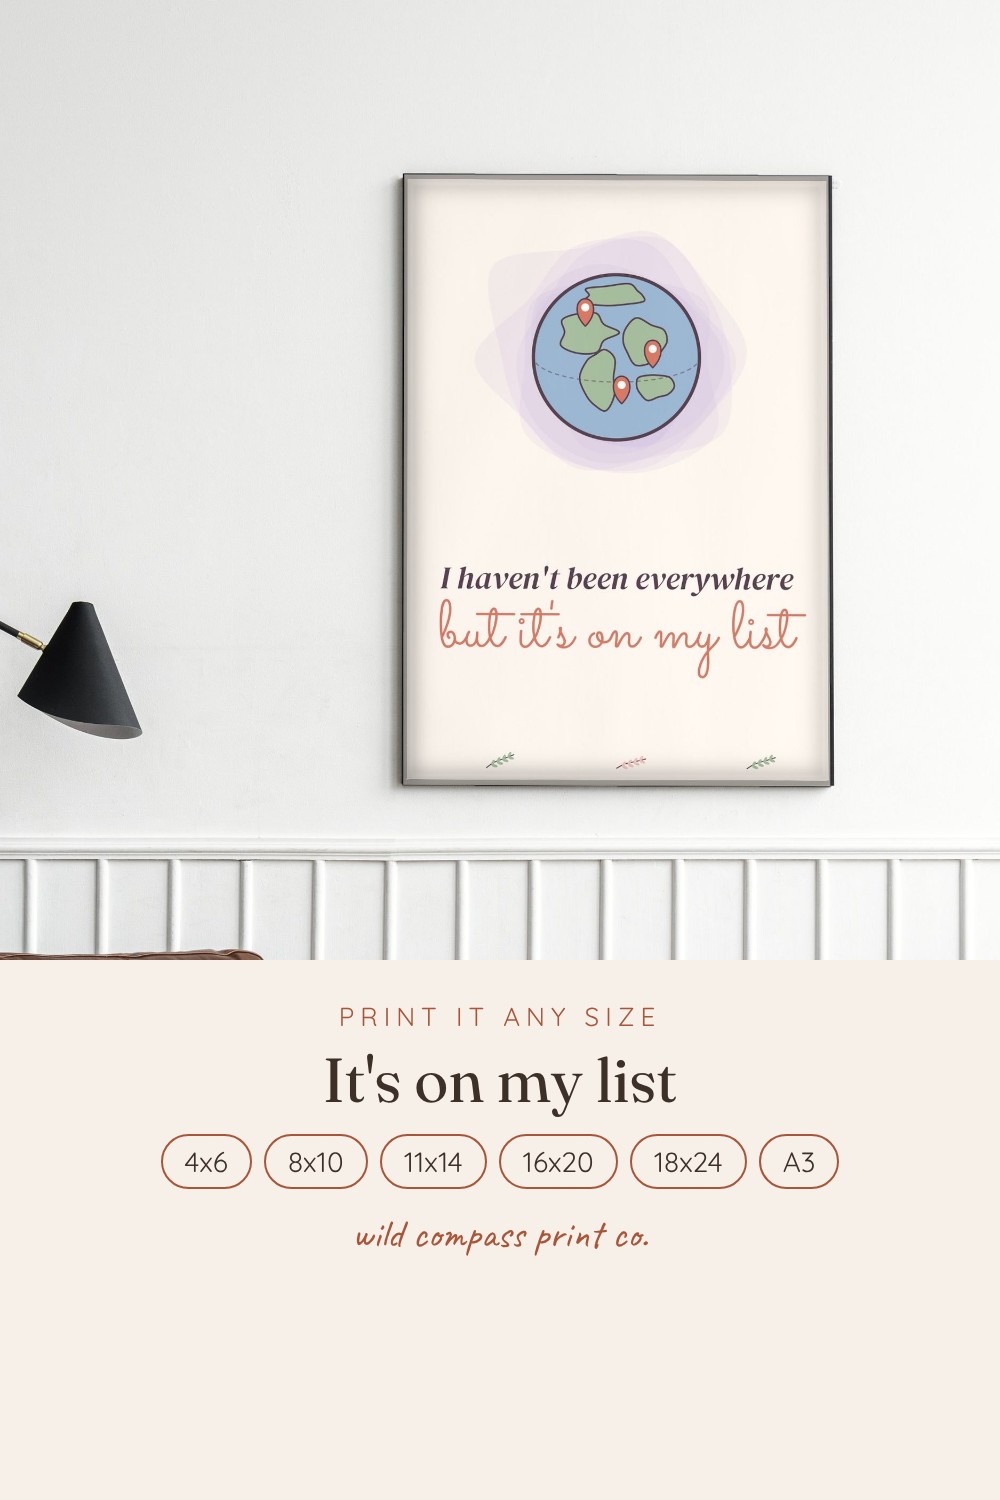 I haven't been everywhere
but it's on my list
PRINT IT ANY SIZE
It's on my list
4x6 8x10 11x14 16x20 18x24 A3
wild compass print co.